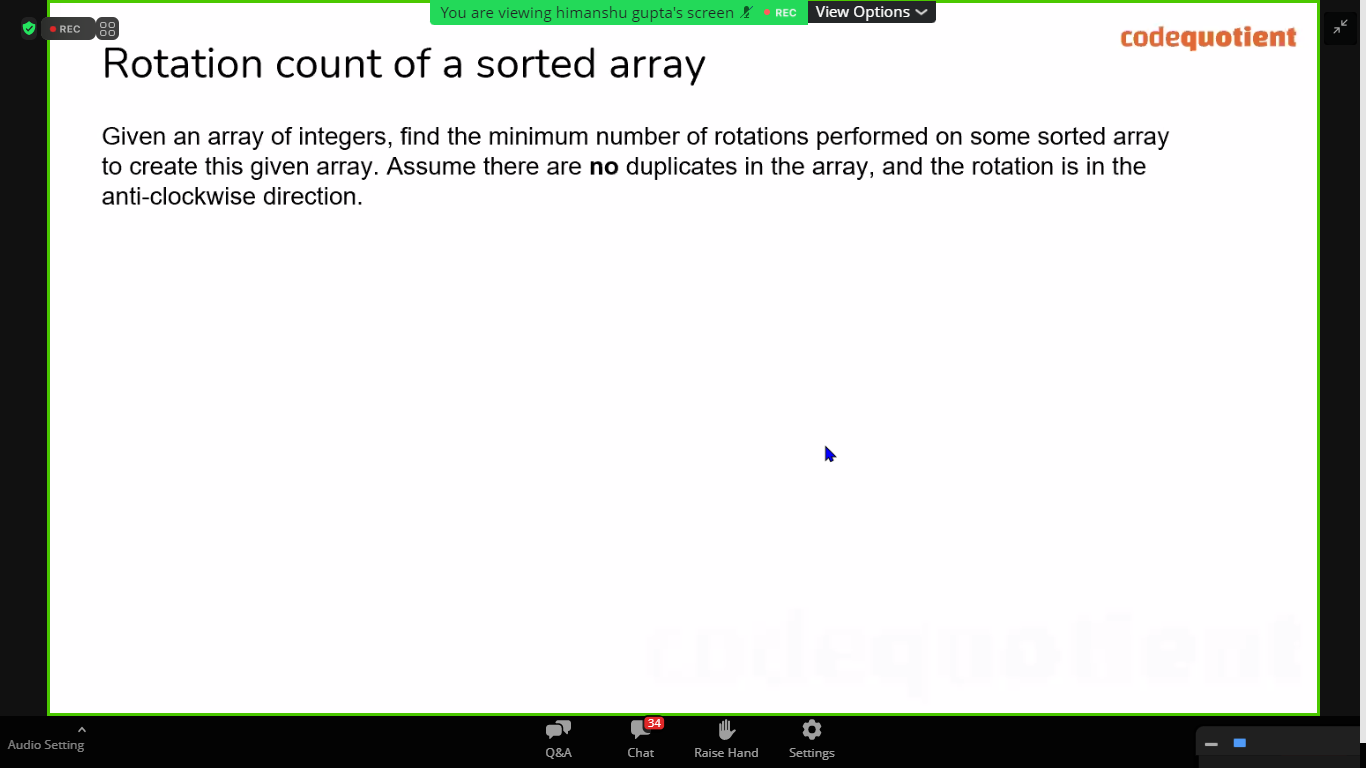 You are viewing himanshu gupta's screen REC View Options
REC
codequotient
Rotation count of a sorted array
Given an array of integers, find the minimum number of rotations performed on some sorted array
to create this given array. Assume there are no duplicates in the array, and the rotation is in the
anti-clockwise direction.
codequotient
34
Audio Setting Q&A Chat Raise Hand Settings